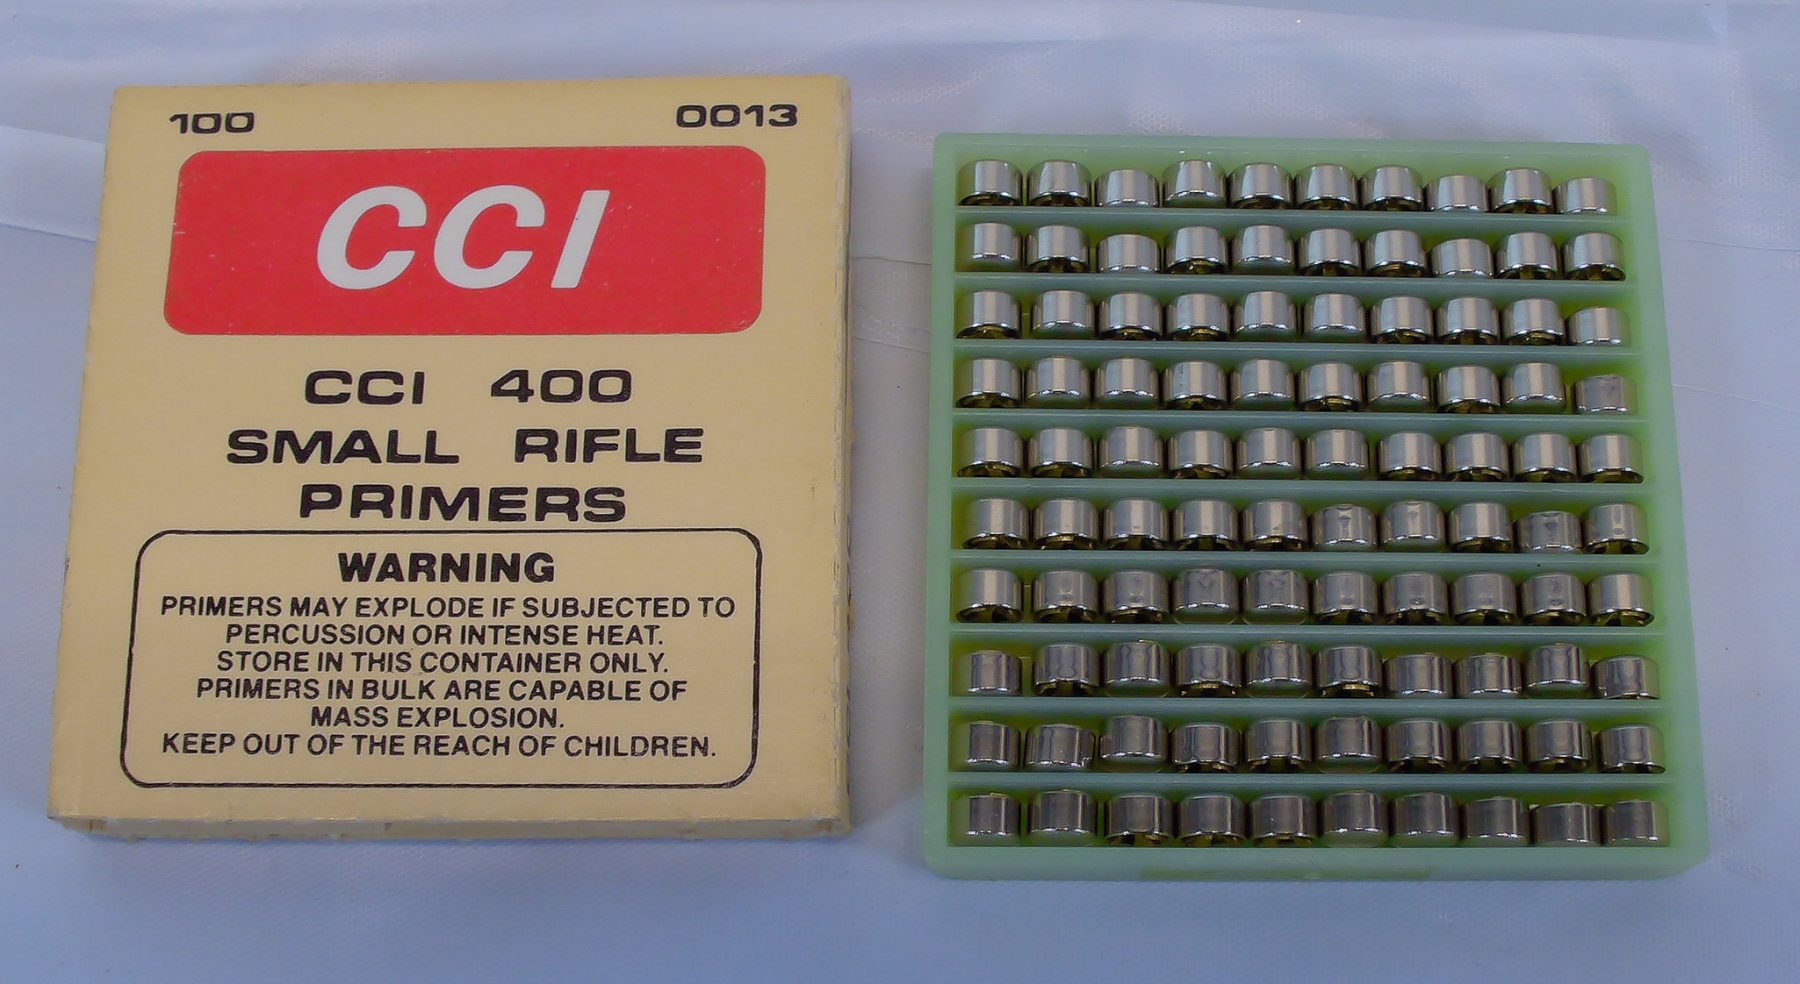 100 0013
CCI
CCI 400
SMALL RIFLE
PRIMERS
WARNING
PRIMERS MAY EXPLODE IF SUBJECTED TO
PERCUSSION OR INTENSE HEAT.
STORE IN THIS CONTAINER ONLY.
PRIMERS IN BULK ARE CAPABLE OF
MASS EXPLOSION.
KEEP OUT OF THE REACH OF CHILDREN.